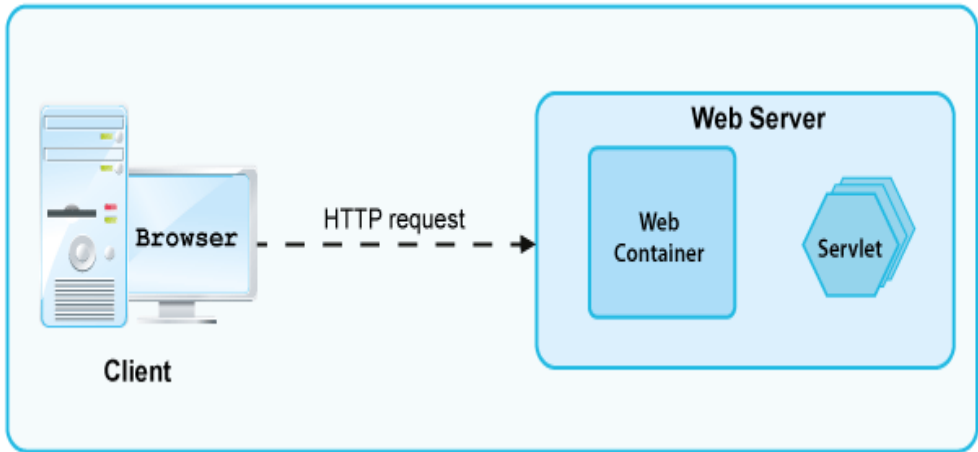 Web Server
HTTP request
Browser
Web
Container
Servlet
Client